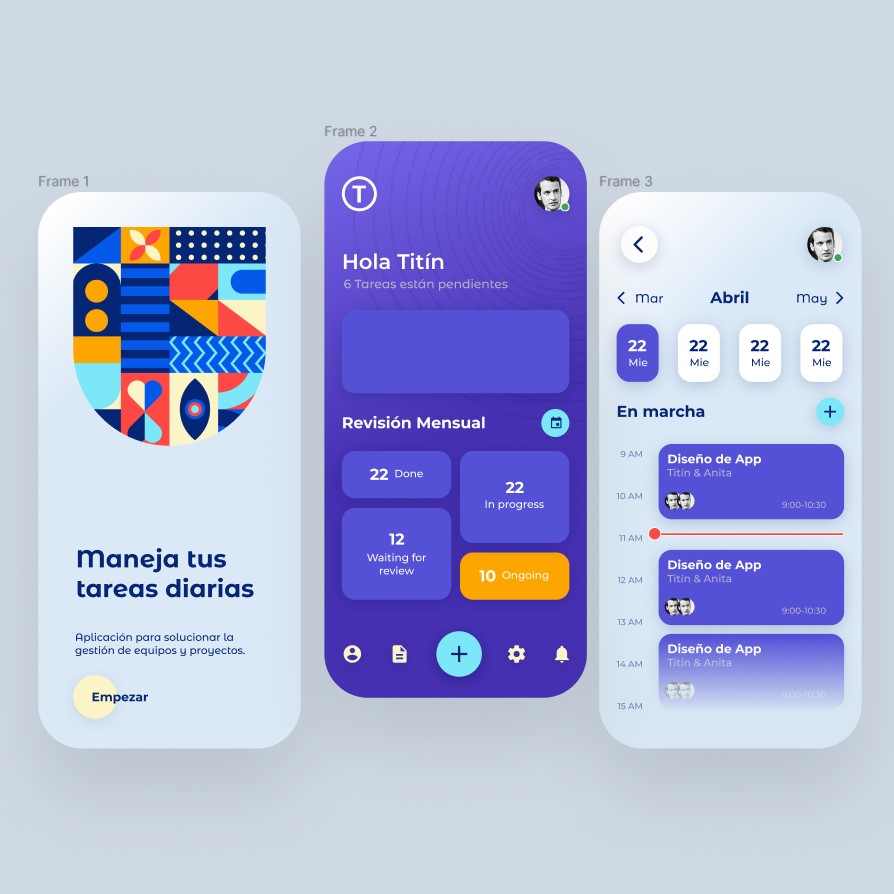 Frame 1
Maneja tus
tareas diarias
Aplicación para solucionar la
gestión de equipos y proyectos.
Empezar
Frame 2
T
Hola Titín
6 Tareas están pendientes
Revisión Mensual
22 Done
22
In progress
12
Waiting for
review
10 Ongoing
Frame 3
Mar
Abril
May
22
Mie
22
Mie
22
Mie
22
Mie
En marcha
9 AM
Diseño de App
Titín & Anita
10 AM
9:00-10:30
11 AM
Diseño de App
12 AM
Titín & Anita
9:00-10:30
13 AM
Diseño de App
14 AM
Titín & Anita
9:00-10:30
15 AM